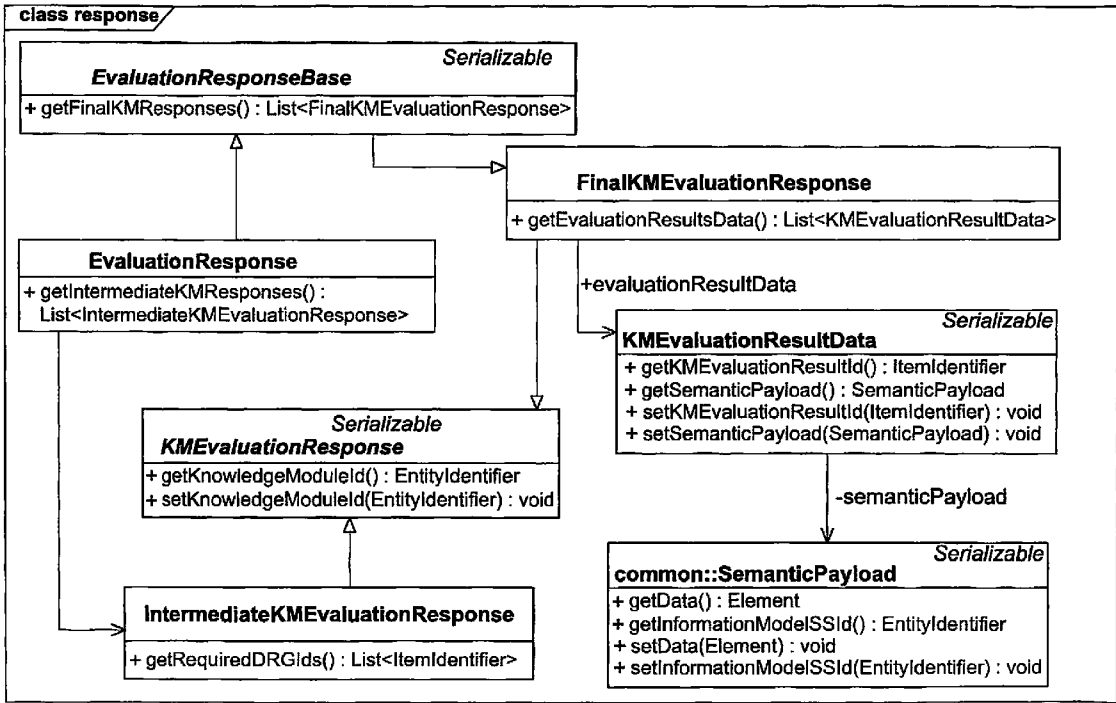 class response
Serializable
EvaluationResponseBase
+ getFinalKMResponses() : List<FinalKMEvaluationResponse>
FinalKMEvaluationResponse
+ getEvaluationResultsData() : List<KMEvaluationResultData>
EvaluationResponse
+ getIntermediateKMResponses() :
List<IntermediateKMEvaluationResponse>
+evaluationResultData
Serializable
KMEvaluationResultData
+ getKMEvaluationResultId() : ItemIdentifier
+ getSemanticPayload() : SemanticPayload
+ setKMEvaluationResultId(ItemIdentifier) : void
+ setSemanticPayload(SemanticPayload) : void
Serializable
KMEvaluationResponse
+ getKnowledgeModuleId() : EntityIdentifier
+ setKnowledgeModuleId(EntityIdentifier) : void
-semanticPayload
Serializable
common::SemanticPayload
+ getData() : Element
+ getInformationModelSSId() : EntityIdentifier
+ setData(Element) : void
+ setInformationModelSSId(EntityIdentifier) : void
IntermediateKMEvaluationResponse
+ getRequiredDRGIds() : List<ItemIdentifier>